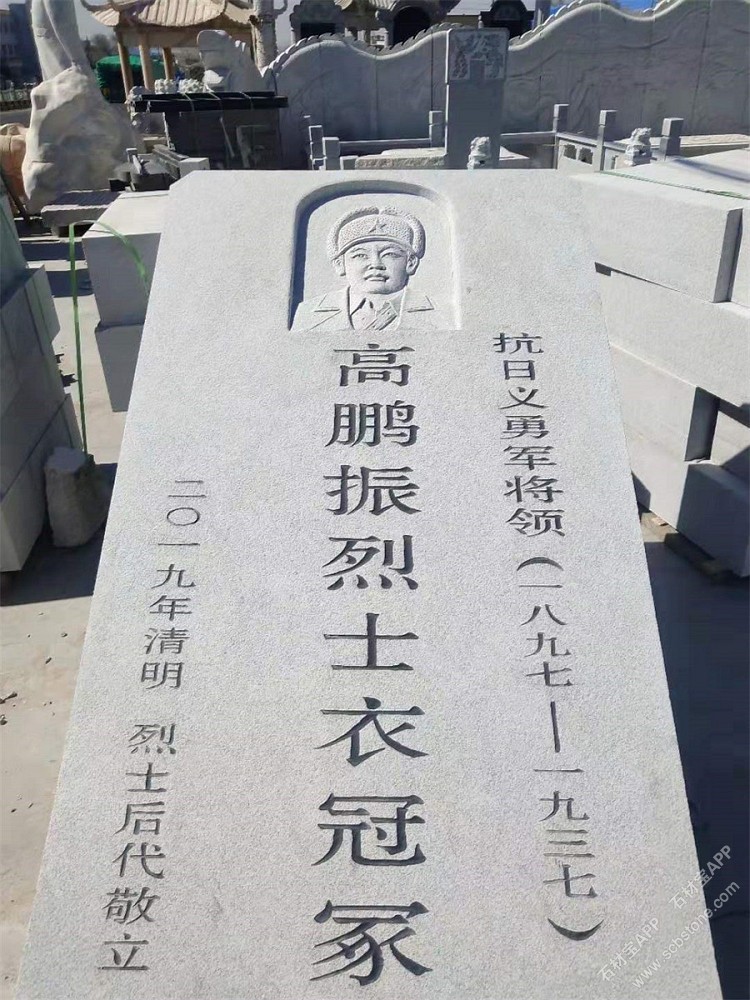 抗日义勇军将领（一八九七—一九三七）
高鹏振烈士衣冠冢
二〇一九年清明 烈士后代敬立
石材宝APP 石材宝APP
www.scbstone.com